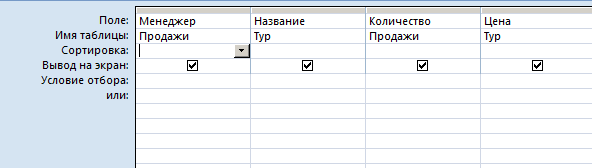 Поле: Менеджер Название Количество Цена
Имя таблицы: Продажи Тур Продажи Тур
Сортировка:
Вывод на экран:
Условие отбора:
или: